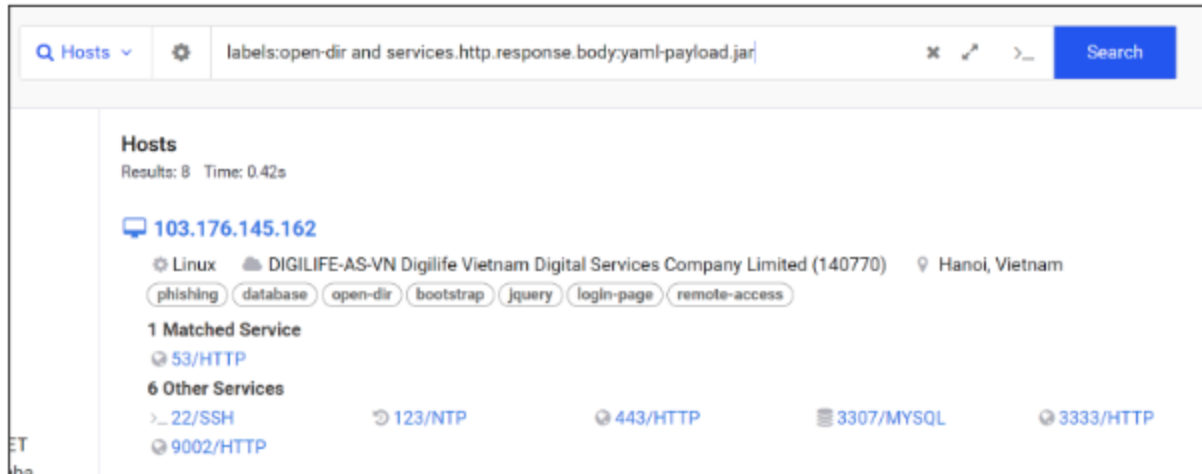 Hosts labels:open-dir and services.http.response.body:yaml-payload.jar >_ Search
Hosts
Results: 8 Time: 0.42s
103.176.145.162
Linux DIGILIFE-AS-VN Digilife Vietnam Digital Services Company Limited (140770) Hanoi, Vietnam
phishing database open-dir bootstrap jquery login-page remote-access
1 Matched Service
53/HTTP
6 Other Services
>_ 22/SSH 123/NTP 443/HTTP 3307/MYSQL 3333/HTTP
ET 9002/HTTP